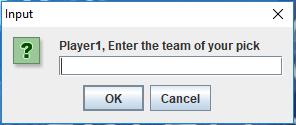 Input
Player1, Enter the team of your pick
OK
Cancel